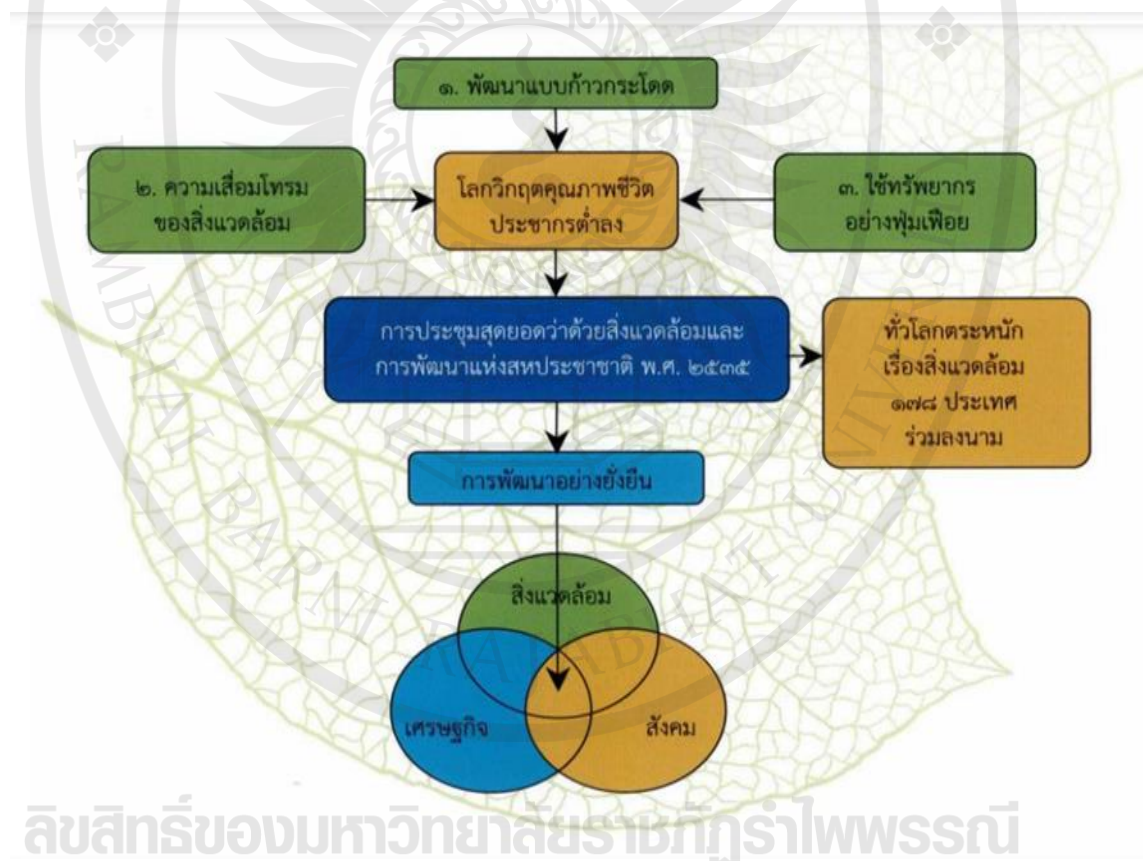 ๑. พัฒนาแบบก้าวกระโดด
๒. ความเสื่อมโทรม
ของสิ่งแวดล้อม
โลกวิกฤตคุณภาพชีวิต
ประชากรต่ำลง
๓. ใช้ทรัพยากร
อย่างฟุ่มเฟือย
การประชุมสุดยอดว่าด้วยสิ่งแวดล้อมและ
การพัฒนาแห่งสหประชาชาติ พ.ศ. ๒๕๓๕
ทั่วโลกตระหนัก
เรื่องสิ่งแวดล้อม
๑๗๘ ประเทศ
ร่วมลงนาม
การพัฒนาอย่างยั่งยืน
สิ่งแวดล้อม
เศรษฐกิจ
สังคม
RAMBHAI BARNI RAJABHAT UNIVERSITY
ลิขสิทธิ์ของมหาวิทยาลัยราชภัฏรำไพพรรณี